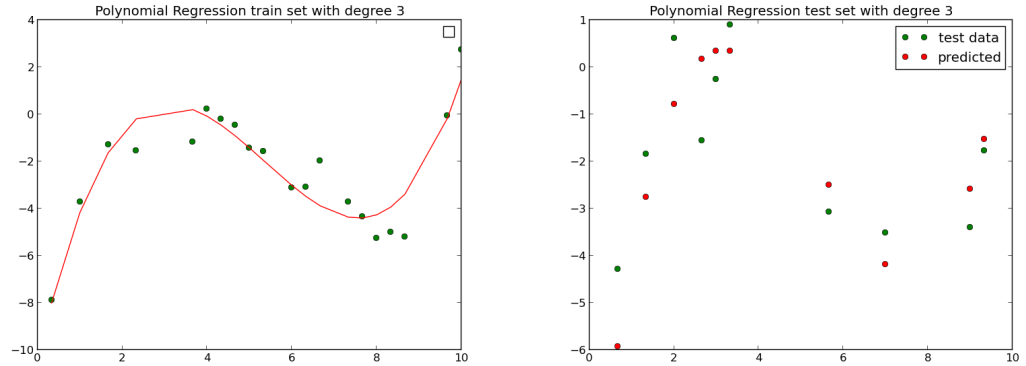 Polynomial Regression train set with degree 3
4
2
0
−2
−4
−6
−8
−10
0 2 4 6 8 10
Polynomial Regression test set with degree 3
test data
predicted
1
0
−1
−2
−3
−4
−5
−6
0 2 4 6 8 10